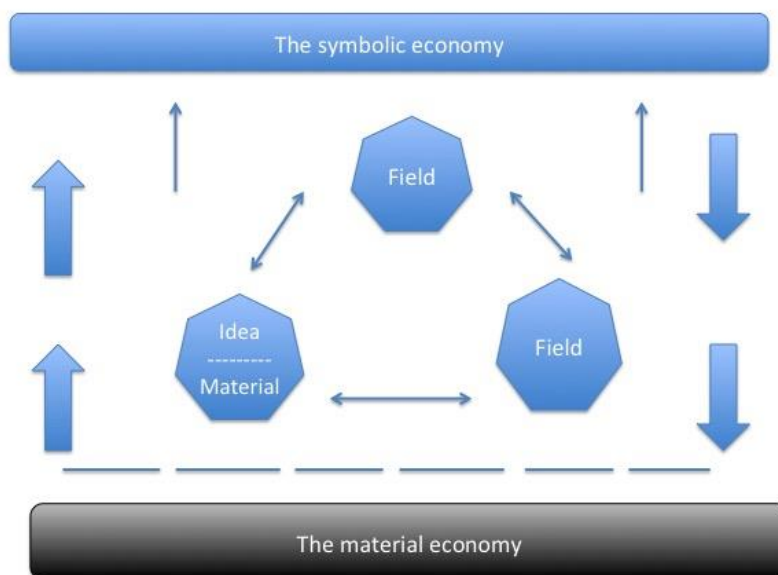 The symbolic economy
Field
Idea
---------
Material
Field
The material economy